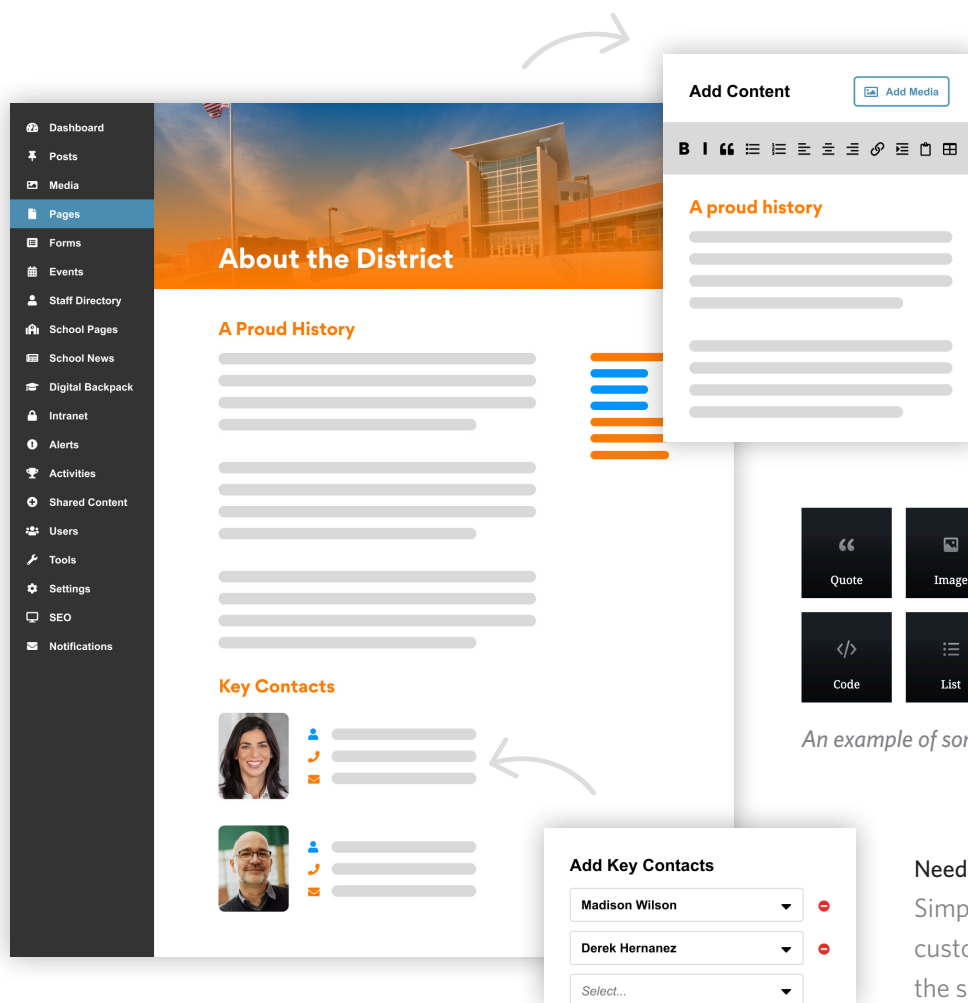 Dashboard
Posts
Media
Pages
Forms
Events
Staff Directory
School Pages
School News
Digital Backpack
Intranet
Alerts
Activities
Shared Content
Users
Tools
Settings
SEO
Notifications
About the District
A Proud History
Key Contacts
Add Content
Add Media
B I
A proud history
Quote
Image
Code
List
An example of sor
Add Key Contacts
Madison Wilson
Derek Hernanez
Select...
Need
Simp
custo
the s